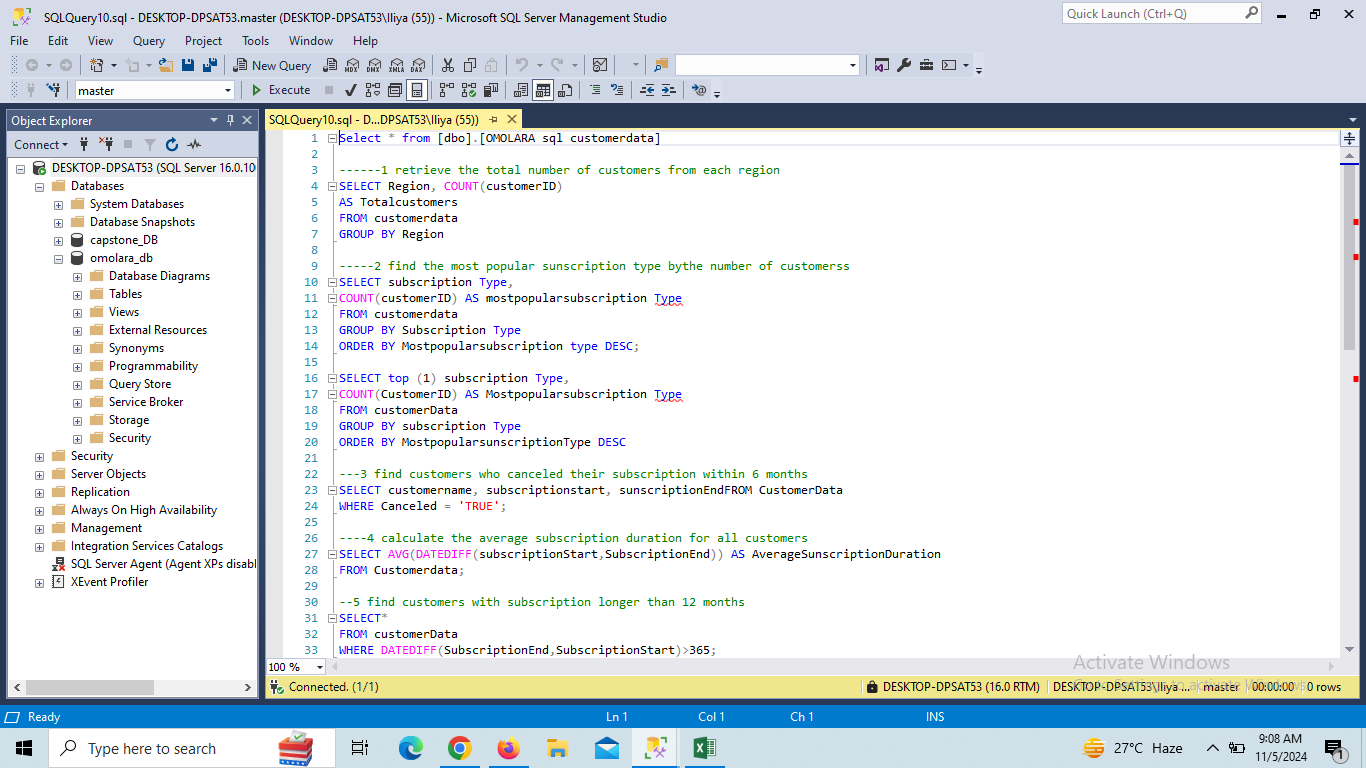 SQLQuery10.sql - DESKTOP-DPSAT53.master (DESKTOP-DPSAT53\Iliya (55)) - Microsoft SQL Server Management Studio
Quick Launch (Ctrl+Q)
File Edit View Query Project Tools Window Help
New Query MDX DMX XMLA DAX
master Execute
Object Explorer
Connect
DESKTOP-DPSAT53 (SQL Server 16.0.10
Databases
System Databases
Database Snapshots
capstone_DB
omolara_db
Database Diagrams
Tables
Views
External Resources
Synonyms
Programmability
Query Store
Service Broker
Storage
Security
Security
Server Objects
Replication
Always On High Availability
Management
Integration Services Catalogs
SQL Server Agent (Agent XPs disabl
XEvent Profiler
SQLQuery10.sql - D...DPSAT53\Iliya (55))
1 Select * from [dbo].[OMOLARA sql customerdata]
2
3 ------1 retrieve the total number of customers from each region
4 SELECT Region, COUNT(customerID)
5 AS Totalcustomers
6 FROM customerdata
7 GROUP BY Region
8
9 -----2 find the most popular sunscription type bythe number of customerss
10 SELECT subscription Type,
11 COUNT(customerID) AS mostpopularsubscription Type
12 FROM customerdata
13 GROUP BY Subscription Type
14 ORDER BY Mostpopularsubscription type DESC;
15
16 SELECT top (1) subscription Type,
17 COUNT(CustomerID) AS Mostpopularsubscription Type
18 FROM customerData
19 GROUP BY subscription Type
20 ORDER BY MostpopularsunscriptionType DESC
21
22 ---3 find customers who canceled their subscription within 6 months
23 SELECT customername, subscriptionstart, sunscriptionEndFROM CustomerData
24 WHERE Canceled = 'TRUE';
25
26 ----4 calculate the average subscription duration for all customers
27 SELECT AVG(DATEDIFF(subscriptionStart,SubscriptionEnd)) AS AverageSunscriptionDuration
28 FROM Customerdata;
29
30 --5 find customers with subscription longer than 12 months
31 SELECT*
32 FROM customerData
33 WHERE DATEDIFF(SubscriptionEnd,SubscriptionStart)>365;
100 %
Activate Windows
Go to Settings to activate Windows.
Connected. (1/1) DESKTOP-DPSAT53 (16.0 RTM) DESKTOP-DPSAT53\Iliya ... master 00:00:00 0 rows
Ready Ln 1 Col 1 Ch 1 INS
Type here to search
27°C Haze
9:08 AM
11/5/2024
1